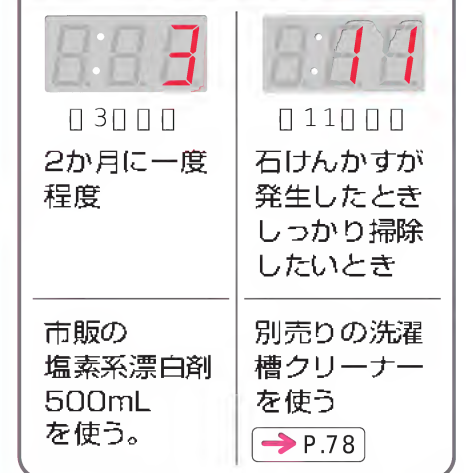 3
3
2か月に一度
程度
市販の
塩素系漂白剤
500mL
を使う。
11
11
石けんかすが
発生したとき
しっかり掃除
したいとき
別売りの洗濯
槽クリーナー
を使う
→ P.78